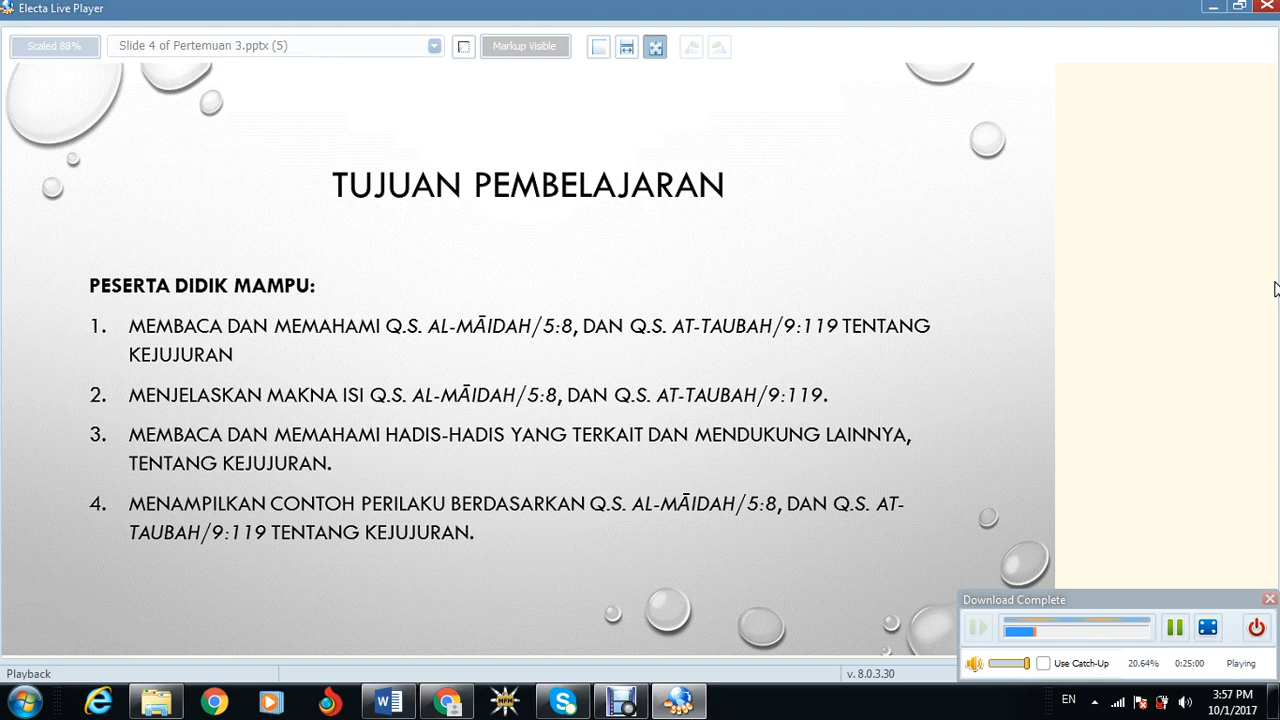 Electa Live Player
Scaled 88%
Slide 4 of Pertemuan 3.pptx (5)
Markup Visible
TUJUAN PEMBELAJARAN
PESERTA DIDIK MAMPU:
1. MEMBACA DAN MEMAHAMI Q.S. AL-MĀIDAH/5:8, DAN Q.S. AT-TAUBAH/9:119 TENTANG
KEJUJURAN
2. MENJELASKAN MAKNA ISI Q.S. AL-MĀIDAH/5:8, DAN Q.S. AT-TAUBAH/9:119.
3. MEMBACA DAN MEMAHAMI HADIS-HADIS YANG TERKAIT DAN MENDUKUNG LAINNYA,
TENTANG KEJUJURAN.
4. MENAMPILKAN CONTOH PERILAKU BERDASARKAN Q.S. AL-MĀIDAH/5:8, DAN Q.S. AT-
TAUBAH/9:119 TENTANG KEJUJURAN.
Download Complete
Use Catch-Up 20.64% 0:25:00 Playing
Playback
v. 8.0.3.30
EN
3:57 PM
10/1/2017